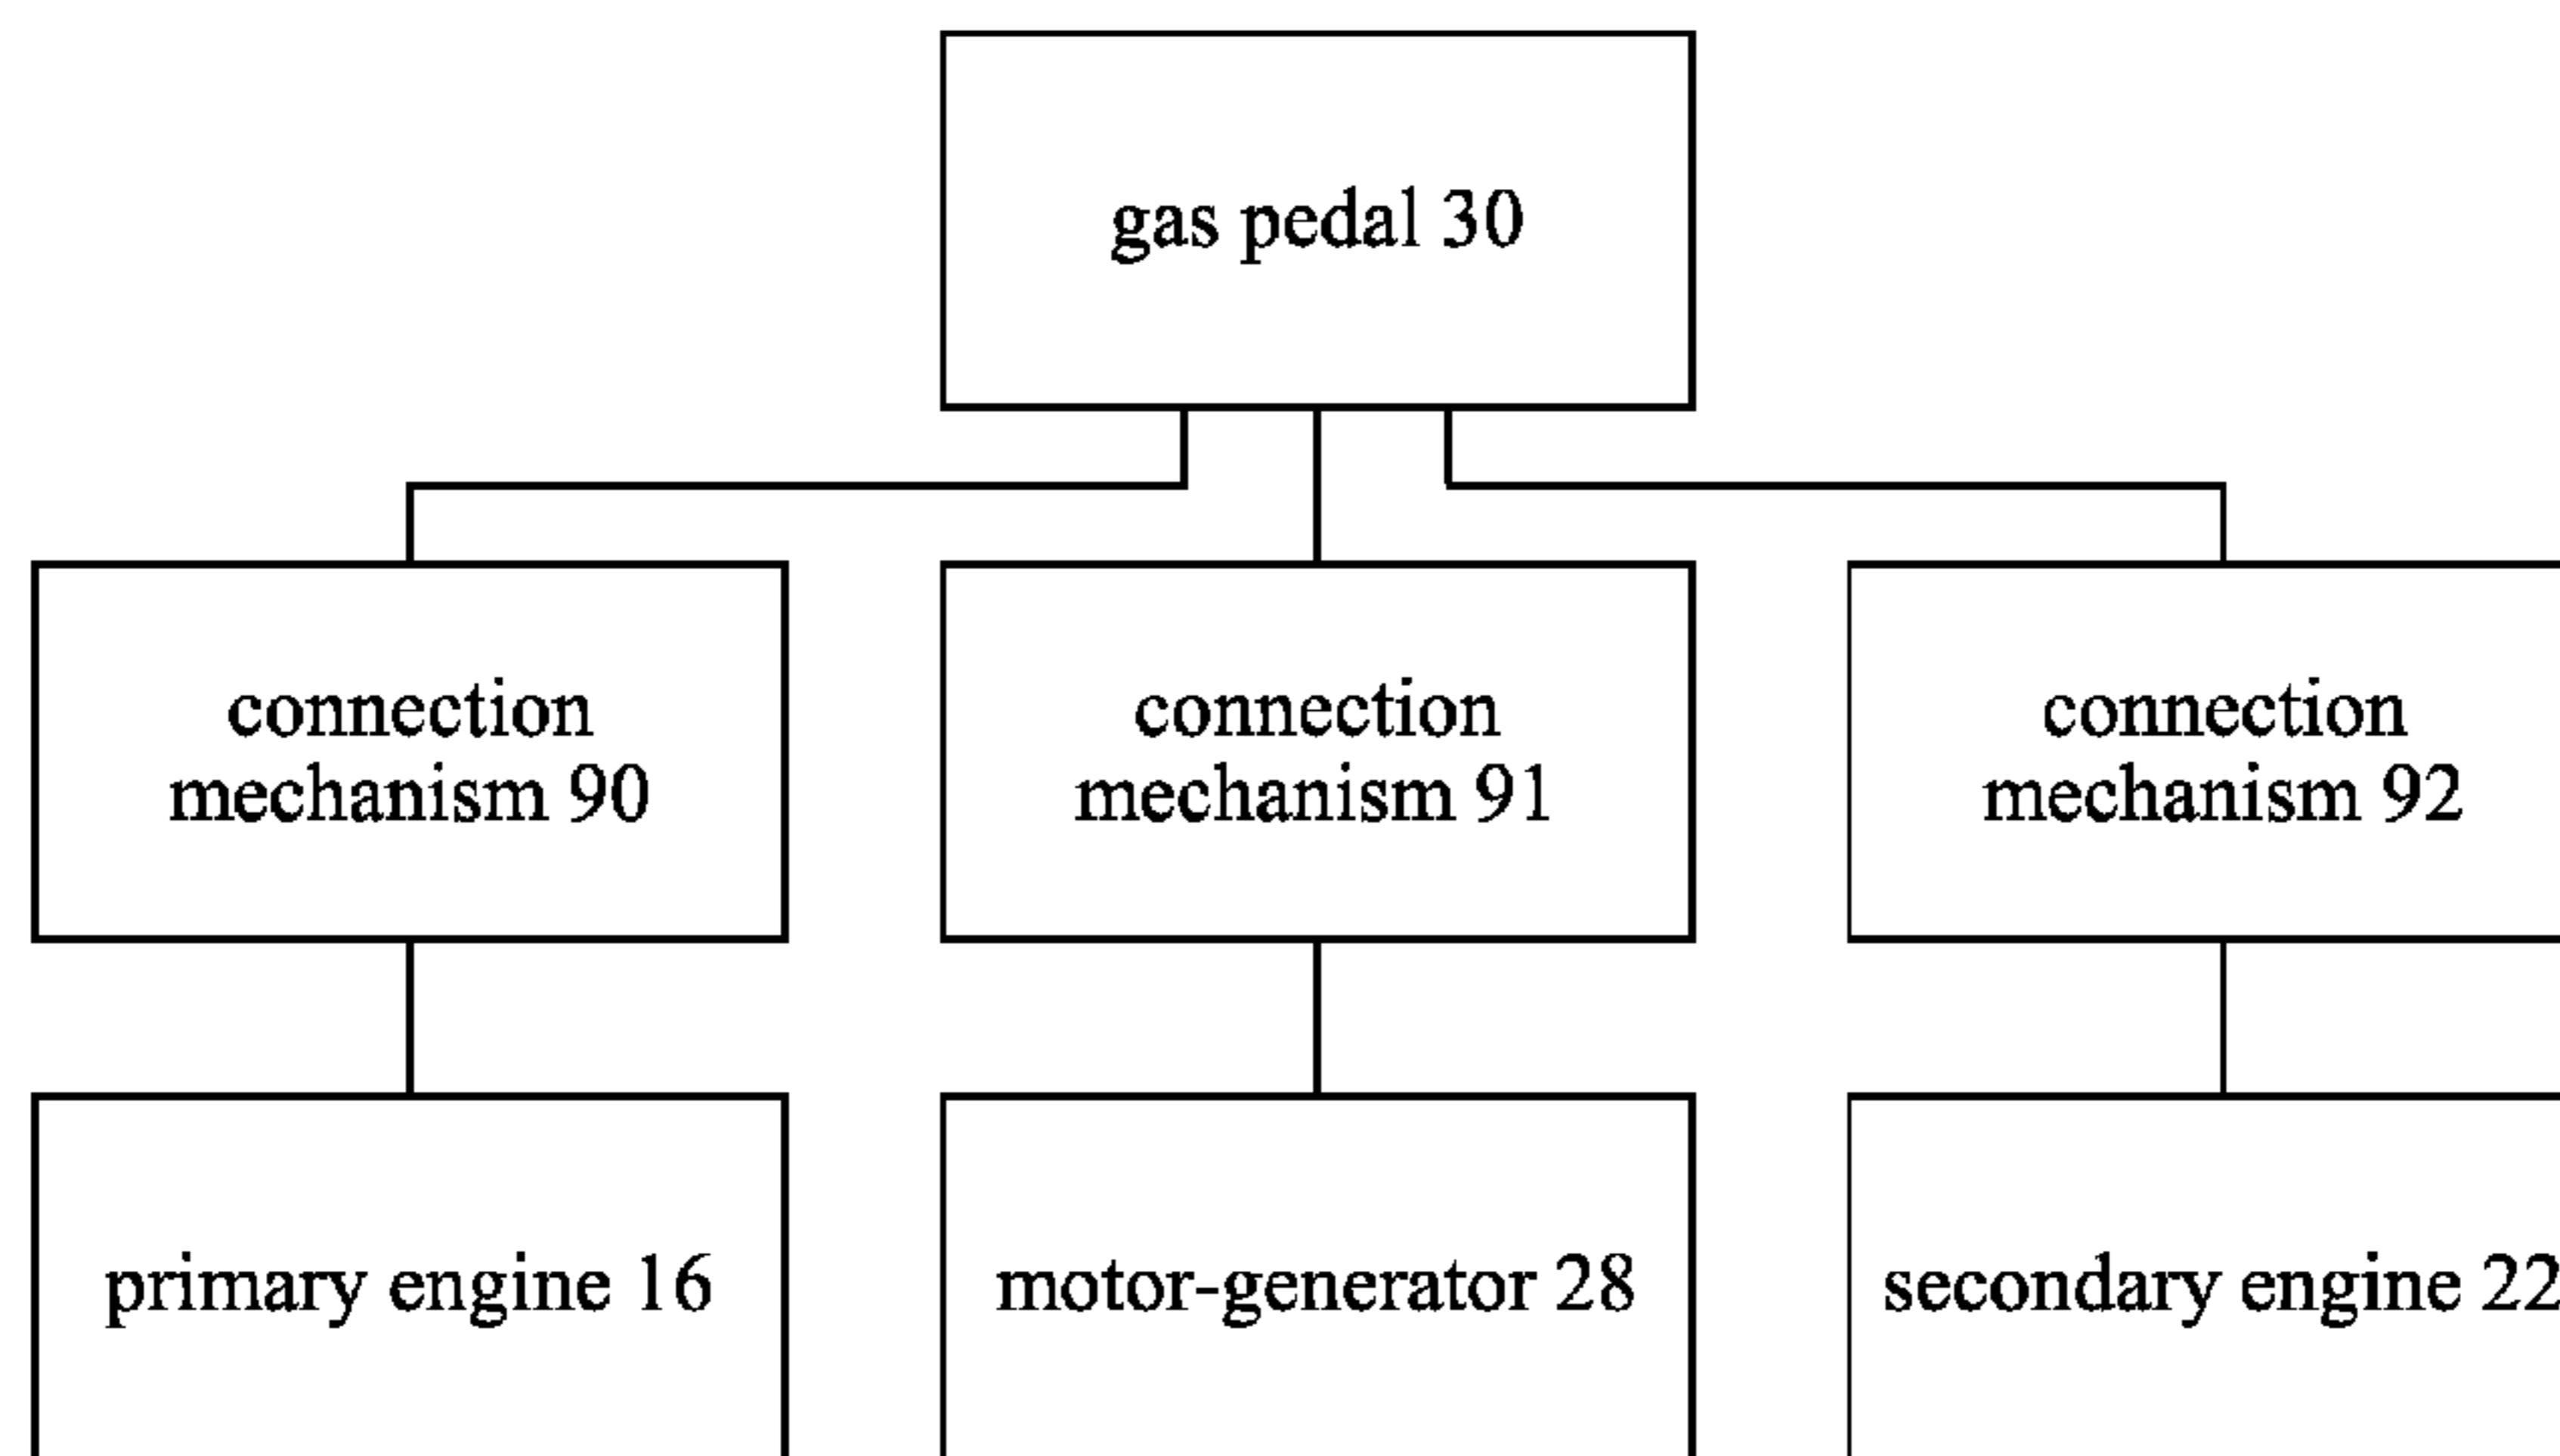 gas pedal 30
connection
mechanism 90
connection
mechanism 91
connection
mechanism 92
primary engine 16
motor-generator 28
secondary engine 22